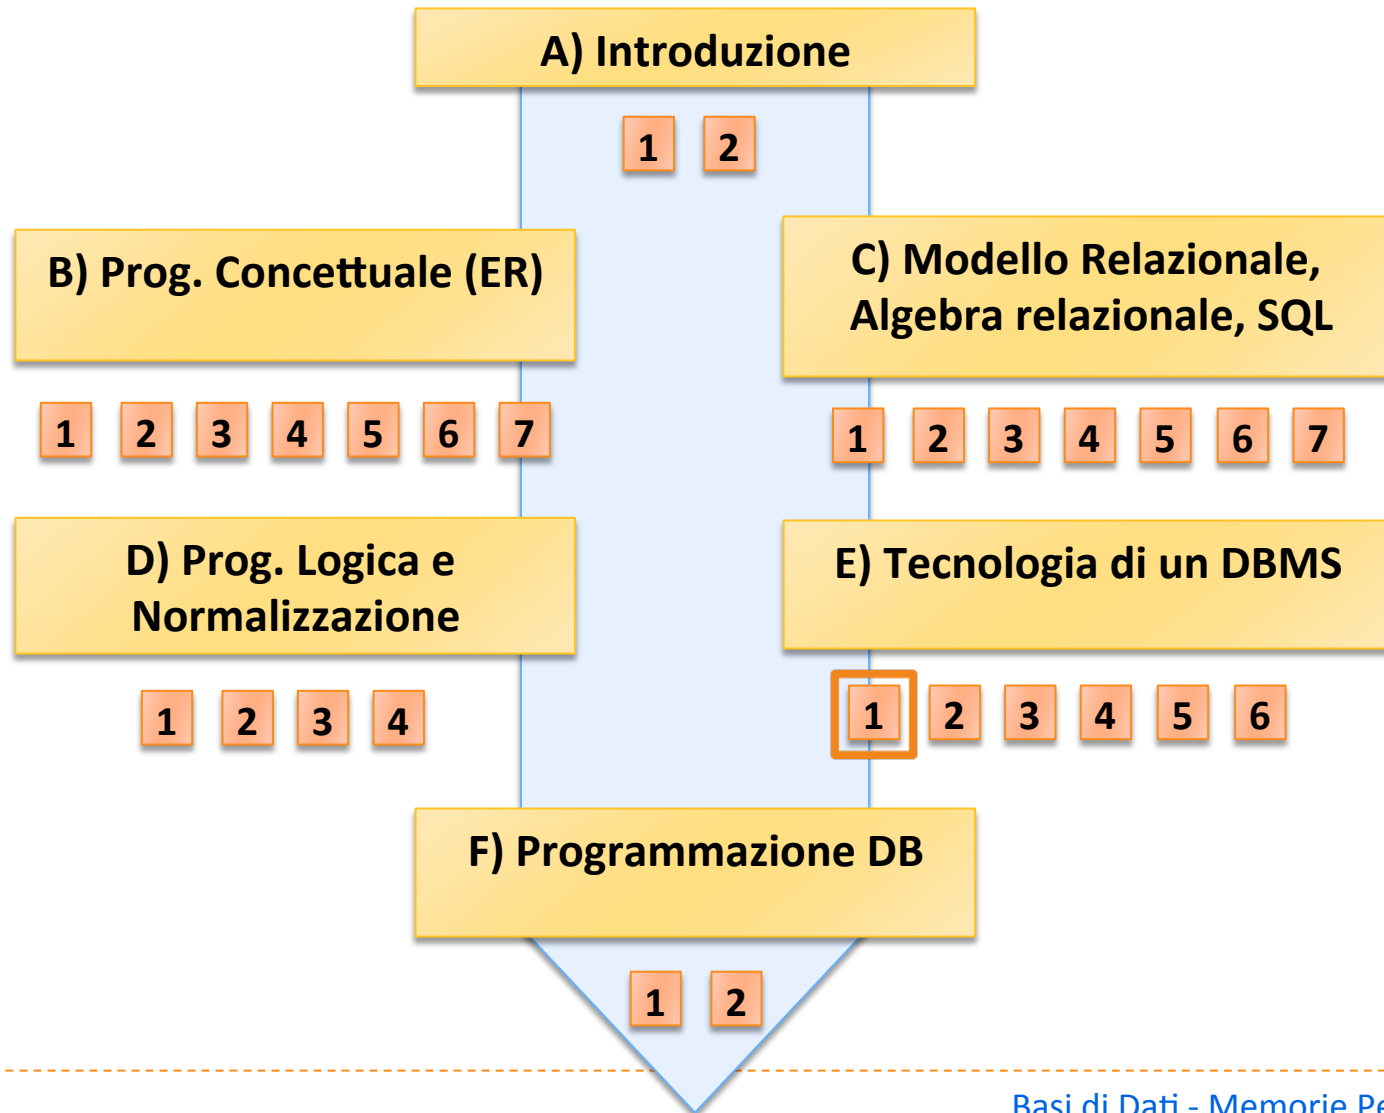 A) Introduzione
1 2
B) Prog. Concettuale (ER)
1 2 3 4 5 6 7
C) Modello Relazionale,
Algebra relazionale, SQL
1 2 3 4 5 6 7
D) Prog. Logica e
Normalizzazione
1 2 3 4
E) Tecnologia di un DBMS
1 2 3 4 5 6
F) Programmazione DB
1 2
Basi di Dati - Memorie Pe